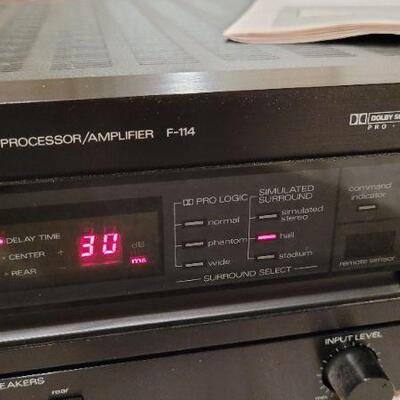 PROCESSOR/AMPLIFIER F-114
DOLBY
PRO
PRO LOGIC
SIMULATED
SURROUND
command
indicator
normal
simulated
stereo
DELAY TIME
30
dB
ms
phantom
hall
CENTER +
REAR
wide
stadium
remote sensor
SURROUND SELECT
EAKERS
rear
INPUT LEVEL